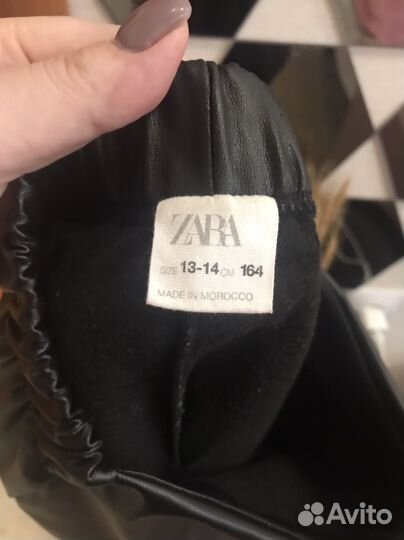 ZARA
SIZE 13-14 CM 164
MADE IN MOROCCO
Avito